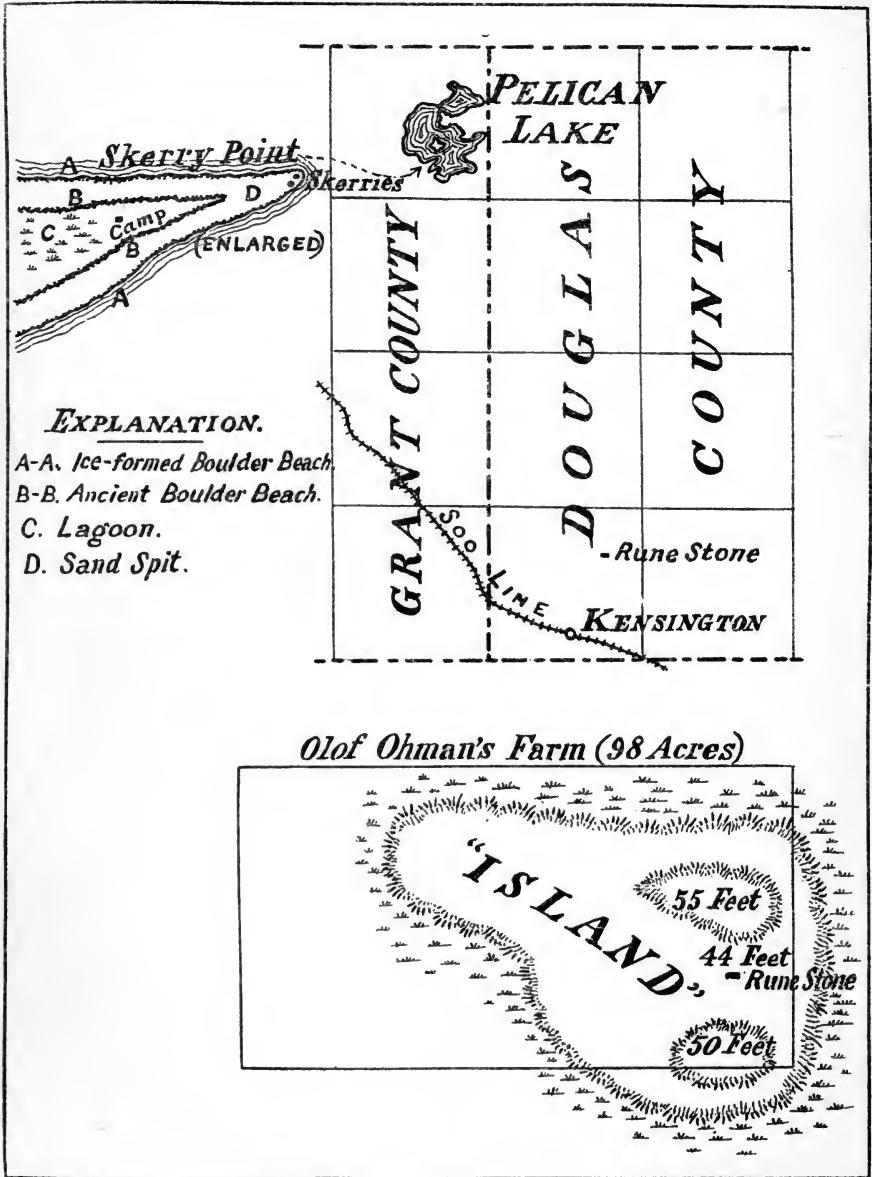 PELICAN
LAKE
A
Skerry Point
Skerries
B
D
C
Camp
B
(ENLARGED)
A
GRANT COUNTY
DOUGLAS
COUNTY
EXPLANATION.
A-A. Ice-formed Boulder Beach.
B-B. Ancient Boulder Beach.
C. Lagoon.
D. Sand Spit.
SOO LINE
Rune Stone
KENSINGTON
Olof Ohman's Farm (98 Acres)
"ISLAND"
55 Feet
44 Feet
Rune Stone
50 Feet